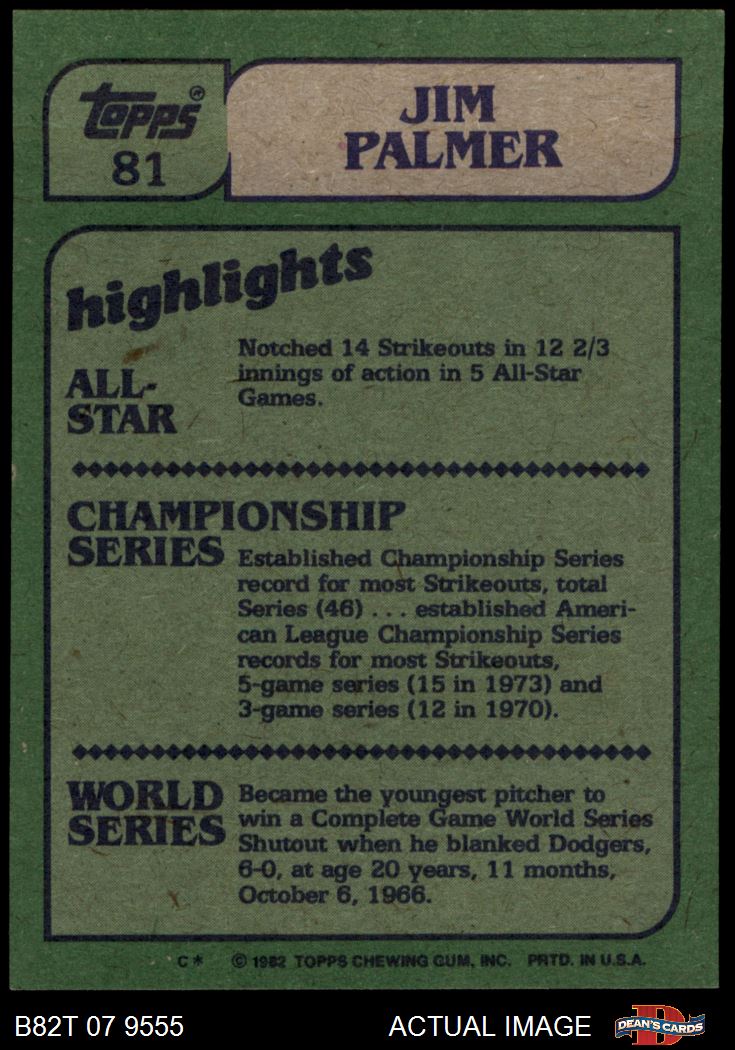 TOPPS®
81
JIM
PALMER
highlights
ALL-
STAR
Notched 14 Strikeouts in 12 2/3
innings of action in 5 All-Star
Games.
CHAMPIONSHIP
SERIES
Established Championship Series
record for most Strikeouts, total
Series (46) . . . established Ameri-
can League Championship Series
records for most Strikeouts,
5-game series (15 in 1973) and
3-game series (12 in 1970).
WORLD
SERIES
Became the youngest pitcher to
win a Complete Game World Series
Shutout when he blanked Dodgers,
6-0, at age 20 years, 11 months,
October 6, 1966.
C* © 1982 TOPPS CHEWING GUM, INC. PRTD. IN U.S.A.
B82T 07 9555 ACTUAL IMAGE D DEAN'S CARDS